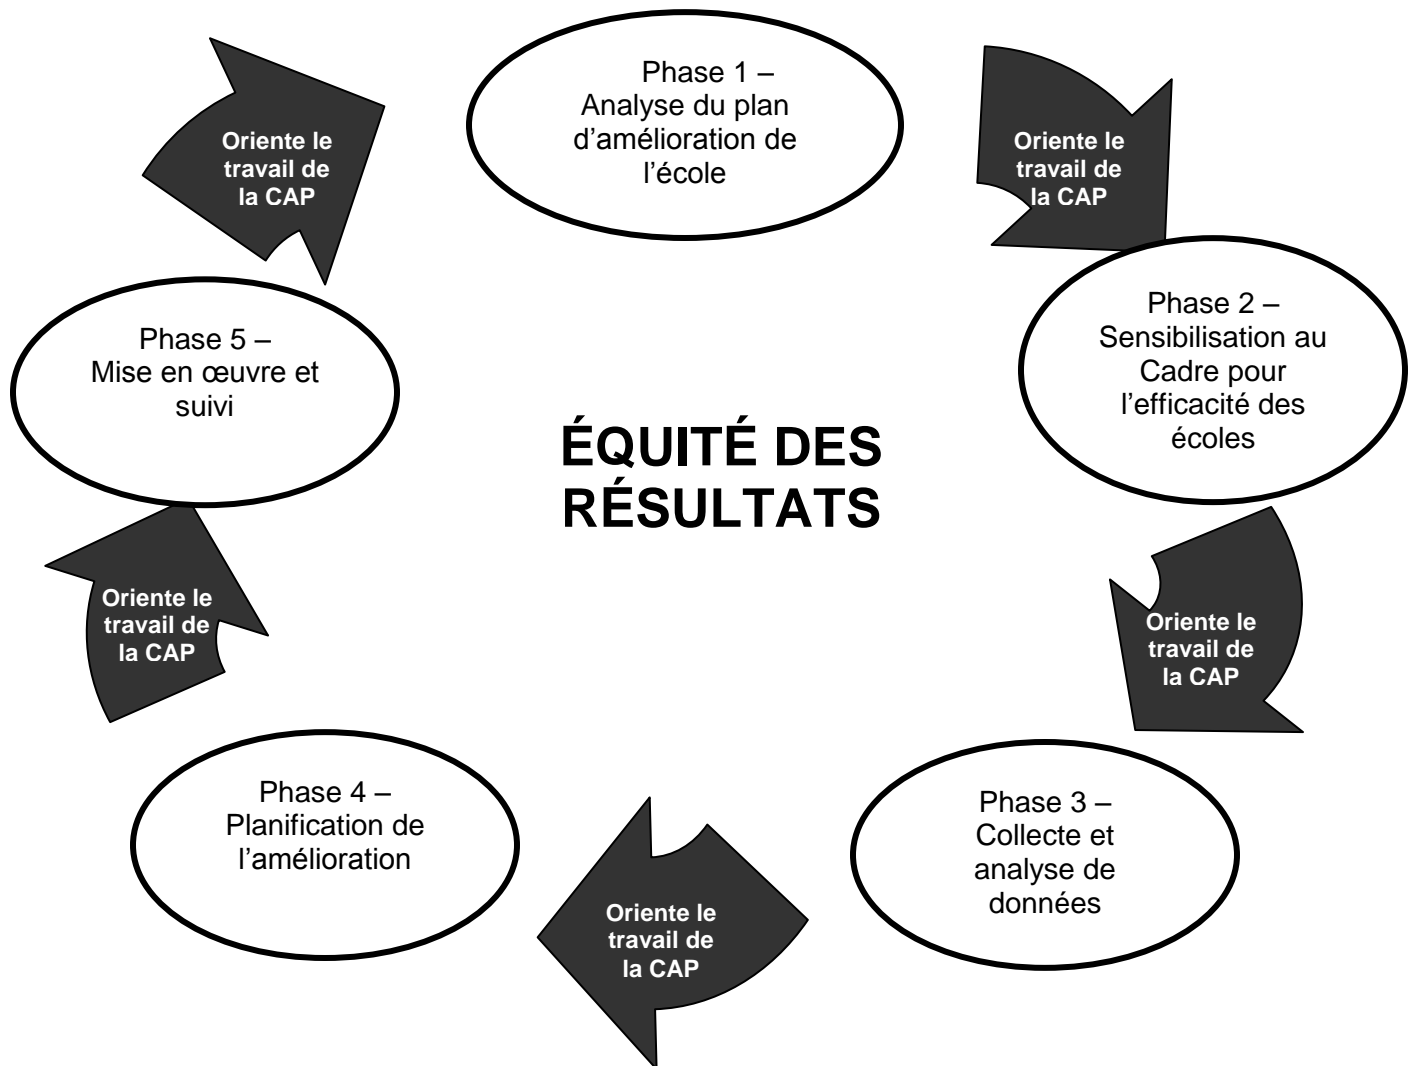 Phase 1 –
Analyse du plan
d’amélioration de
l’école
Oriente le
travail de
la CAP
Phase 2 –
Sensibilisation au
Cadre pour
l’efficacité des
écoles
Oriente le
travail de
la CAP
Phase 3 –
Collecte et
analyse de
données
Oriente le
travail de
la CAP
Phase 4 –
Planification de
l’amélioration
Oriente le
travail de
la CAP
Phase 5 –
Mise en œuvre et
suivi
Oriente le
travail de
la CAP
ÉQUITÉ DES
RÉSULTATS